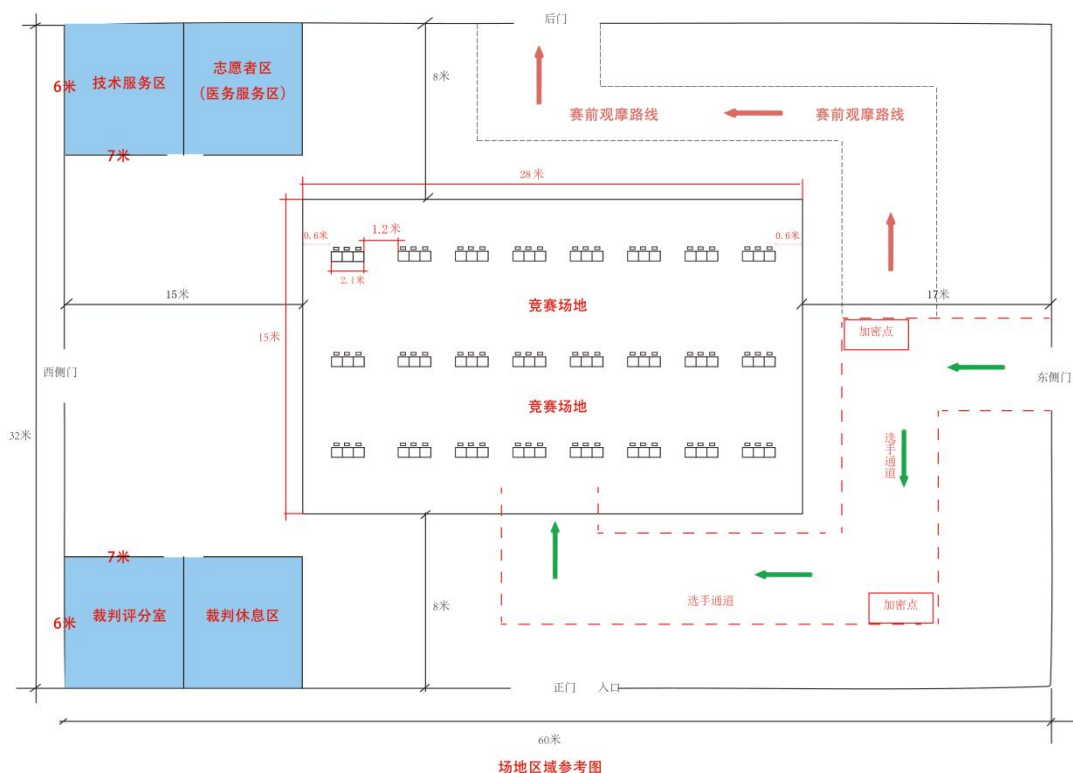 后门
技术服务区
志愿者区
（医务服务区）
6米
7米
8米
赛前观摩路线
赛前观摩路线
28米
0.6米
1.2米
0.6米
2.1米
15米
竞赛场地
17米
15米
加密点
西侧门
东侧门
竞赛场地
32米
选手通道
7米
裁判评分室
裁判休息区
6米
8米
选手通道
加密点
正门 入口
60米
场地区域参考图